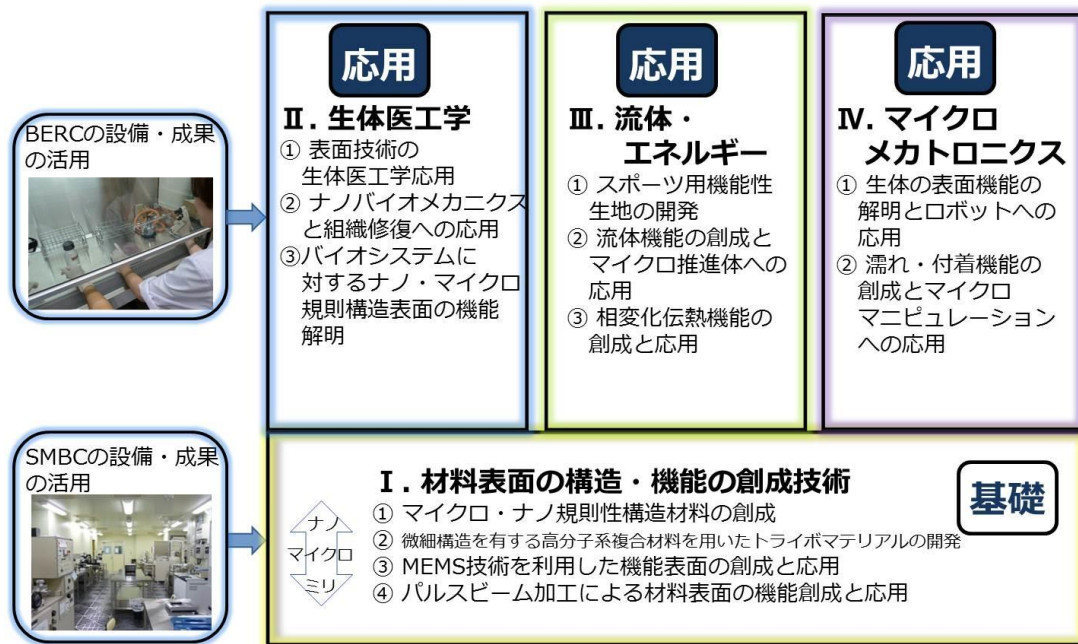 BERCの設備・成果
の活用
応用
Ⅱ. 生体医工学
① 表面技術の
生体医工学応用
② ナノバイオメカニクス
と組織修復への応用
③バイオシステムに
対するナノ・マイクロ
規則構造表面の機能
解明
応用
Ⅲ. 流体・
エネルギー
① スポーツ用機能性
生地の開発
② 流体機能の創成と
マイクロ推進体への
応用
③ 相変化伝熱機能の
創成と応用
応用
Ⅳ. マイクロ
メカトロニクス
① 生体の表面機能の
解明とロボットへの
応用
② 濡れ・付着機能の
創成とマイクロ
マニピュレーション
への応用
SMBCの設備・成果
の活用
Ⅰ. 材料表面の構造・機能の創成技術
基礎
ナノ
マイクロ
ミリ
① マイクロ・ナノ規則性構造材料の創成
② 微細構造を有する高分子系複合材料を用いたトライボマテリアルの開発
③ MEMS技術を利用した機能表面の創成と応用
④ パルスビーム加工による材料表面の機能創成と応用